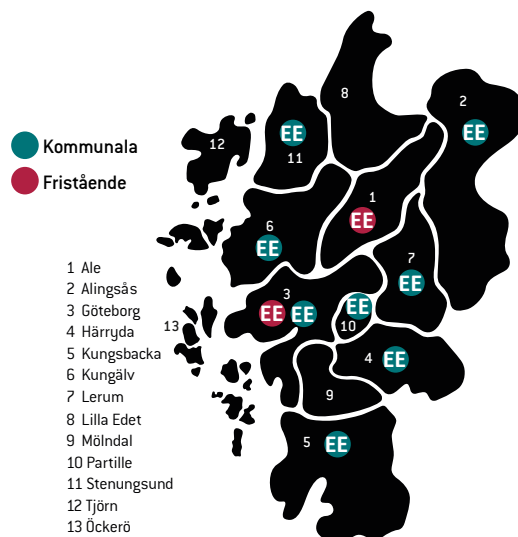 8
2
EE
EE
12
11
Kommunala
Fristående
1
EE
6
EE
7
EE
3
EE
EE
EE
10
13
4
EE
9
5
EE
1 Ale
2 Alingsås
3 Göteborg
4 Härryda
5 Kungsbacka
6 Kungälv
7 Lerum
8 Lilla Edet
9 Mölndal
10 Partille
11 Stenungsund
12 Tjörn
13 Öckerö